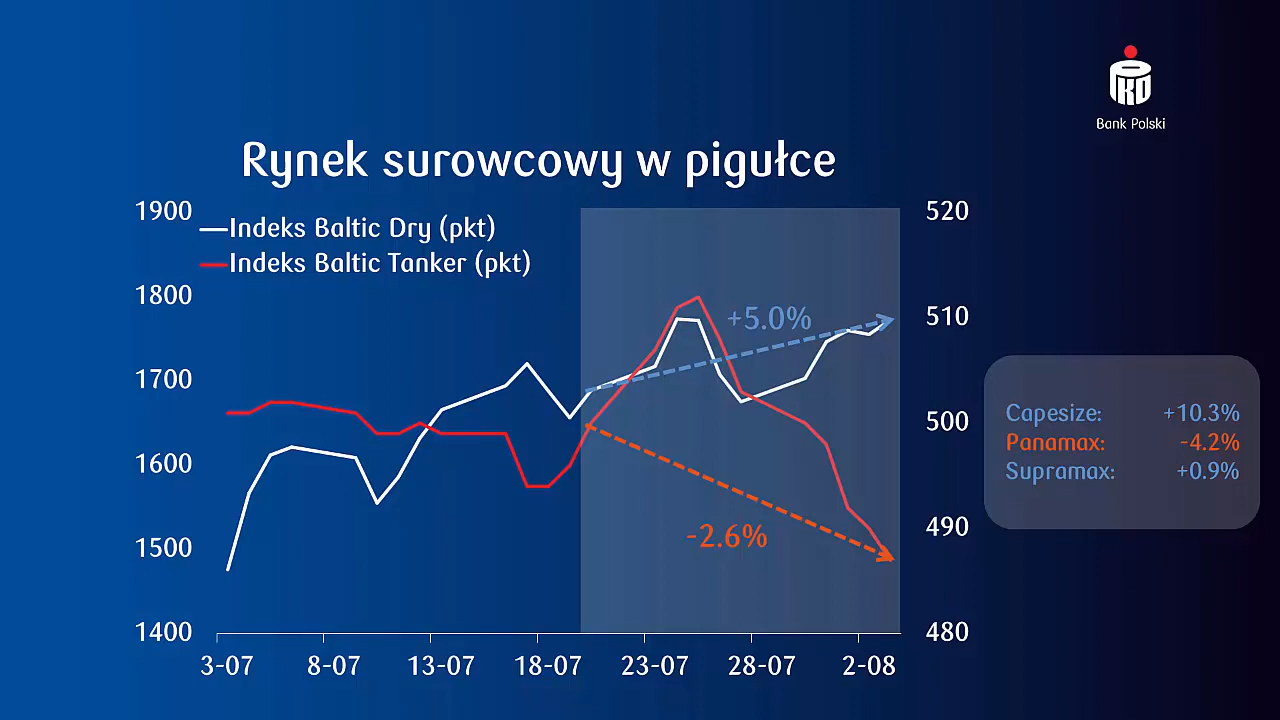 PKO
Bank Polski
Rynek surowcowy w pigułce
1900
520
Indeks Baltic Dry (pkt)
Indeks Baltic Tanker (pkt)
1800
510
+5.0%
1700
500
Capesize: +10.3%
Panamax: -4.2%
Supramax: +0.9%
1600
1500
490
-2.6%
1400
480
3-07 8-07 13-07 18-07 23-07 28-07 2-08